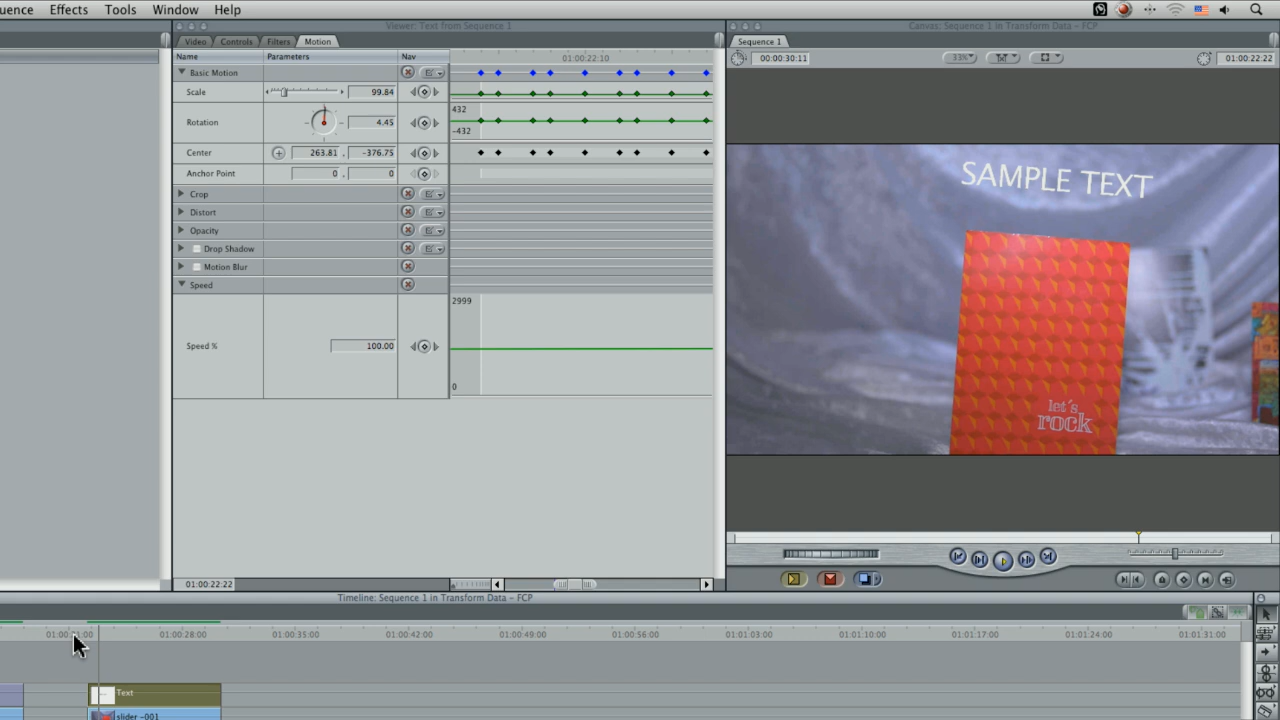 uence Effects Tools Window Help
Viewer: Text from Sequence 1
Canvas: Sequence 1 in Transform Data – FCP
Video Controls Filters Motion
Sequence 1
Name Parameters Nav
01:00:22:10
00:00:30:11
33%
01:00:22:22
Basic Motion
Scale 99.84
Rotation 4.45
432
-432
Center 263.81 , -376.75
Anchor Point 0 , 0
Crop
Distort
Opacity
Drop Shadow
Motion Blur
Speed
Speed % 100.00
2999
0
SAMPLE TEXT
let's
rock
01:00:22:22
Timeline: Sequence 1 in Transform Data – FCP
01:00:28:00 01:00:35:00 01:00:42:00 01:00:49:00 01:00:56:00 01:01:03:00 01:01:10:00 01:01:17:00 01:01:24:00 01:01:31:00
Text
slider -001